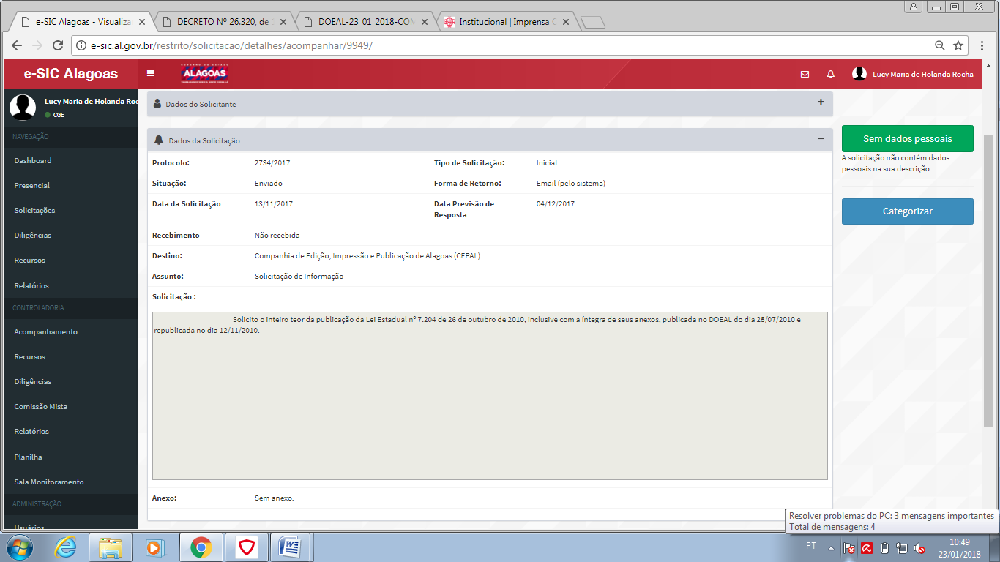 e-SIC Alagoas - Visualiza
DECRETO Nº 26.320, de
DOEAL-23_01_2018-COM
Institucional | Imprensa
e-sic.al.gov.br/restrito/solicitacao/detalhes/acompanhar/9949/
e-SIC Alagoas
ALAGOAS
Lucy Maria de Holanda Rocha
Lucy Maria de Holanda Roc
CGE
NAVEGAÇÃO
Dashboard
Presencial
Solicitações
Diligências
Recursos
Relatórios
CONTROLADORIA
Acompanhamento
Recursos
Diligências
Comissão Mista
Relatórios
Planilha
Sala Monitoramento
ADMINISTRAÇÃO
Usuários
Dados do Solicitante
Dados da Solicitação
Protocolo: 2734/2017 Tipo de Solicitação: Inicial
Situação: Enviado Forma de Retorno: Email (pelo sistema)
Data da Solicitação 13/11/2017 Data Previsão de 04/12/2017
Resposta
Recebimento Não recebida
Destino: Companhia de Edição, Impressão e Publicação de Alagoas (CEPAL)
Assunto: Solicitação de Informação
Solicitação :
Solicito o inteiro teor da publicação da Lei Estadual nº 7.204 de 26 de outubro de 2010, inclusive com a íntegra de seus anexos, publicada no DOEAL do dia 28/07/2010 e
republicada no dia 12/11/2010.
Anexo: Sem anexo.
Sem dados pessoais
A solicitação não contém dados
pessoais na sua descrição.
Categorizar
Resolver problemas do PC: 3 mensagens importantes
Total de mensagens: 4
PT
10:49
23/01/2018